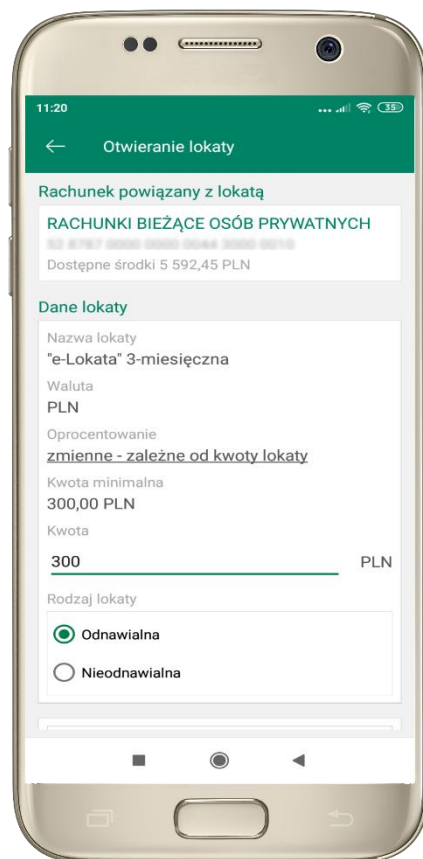 11:20
35
Otwieranie lokaty
Rachunek powiązany z lokatą
RACHUNKI BIEŻĄCE OSÓB PRYWATNYCH
Dostępne środki 5 592,45 PLN
Dane lokaty
Nazwa lokaty
"e-Lokata" 3-miesięczna
Waluta
PLN
Oprocentowanie
zmienne - zależne od kwoty lokaty
Kwota minimalna
300,00 PLN
Kwota
300 PLN
Rodzaj lokaty
Odnawialna
Nieodnawialna